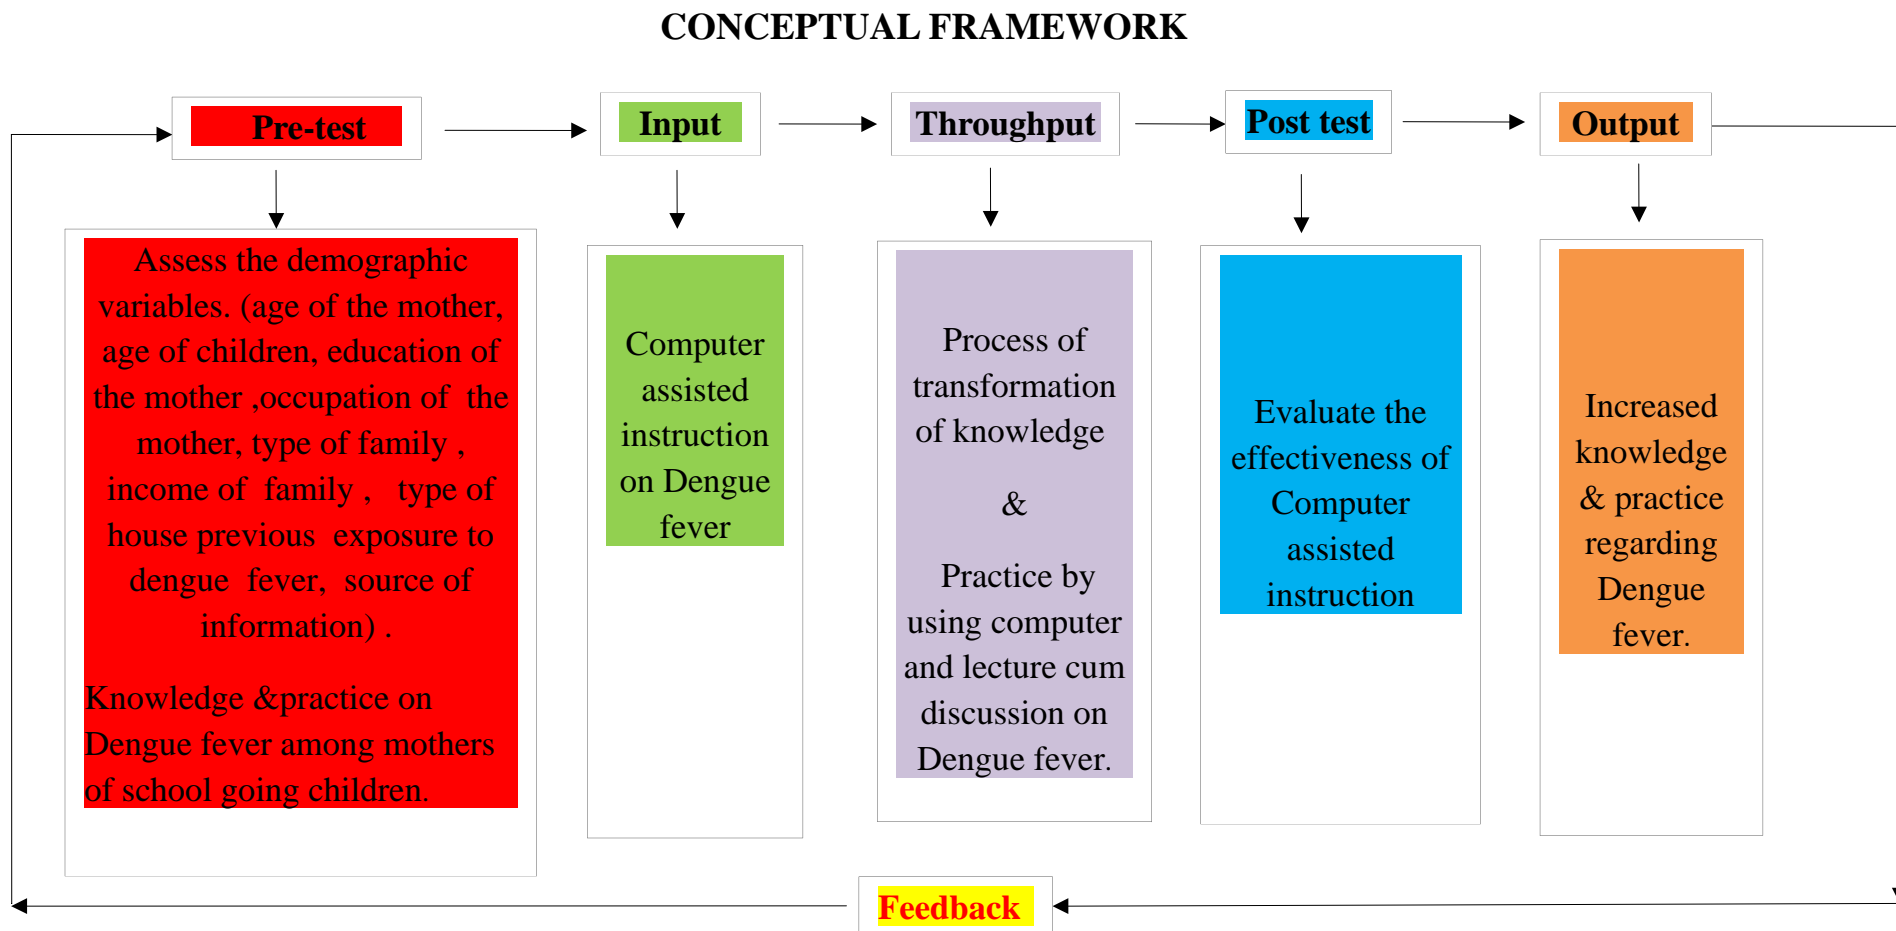 CONCEPTUAL FRAMEWORK
Pre-test
Input
Throughput
Post test
Output
Assess the demographic
variables. (age of the mother,
age of children, education of
the mother ,occupation of the
mother, type of family ,
income of family , type of
house previous exposure to
dengue fever, source of
information) .
Knowledge &practice on
Dengue fever among mothers
of school going children.
Computer
assisted
instruction
on Dengue
fever
Process of
transformation
of knowledge
&
Practice by
using computer
and lecture cum
discussion on
Dengue fever.
Evaluate the
effectiveness of
Computer
assisted
instruction
Increased
knowledge
& practice
regarding
Dengue
fever.
Feedback